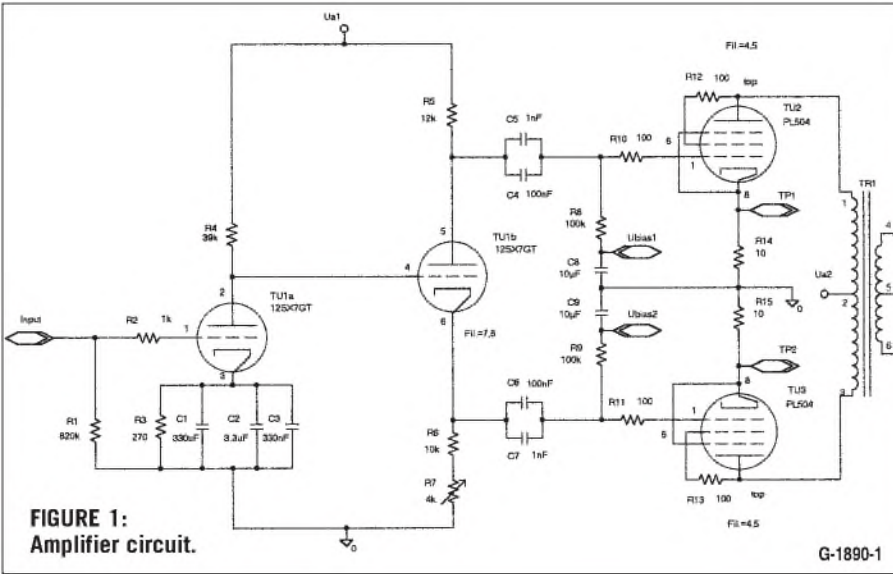 Ua1
Fil.=4,5
R12 100 top
TU2
PL504
R5
12k
C5 1nF
C4 100nF
R10 100
6
1
8
TP1
TR1
1
4
R4
39k
R8
100k
Ubias1
R14
10
5
TU1b
12SX7GT
4
C8
10µF
Ua2
2
5
2
TU1a
12SX7GT
6
Fil.=7,5
C9
10µF
R15
10
0
Input
R2 1k
1
3
Ubias2
R9
100k
TP2
6
C6 100nF
8
TU3
PL504
3
R1
820k
R3
270
C1
330uF
C2
3.3uF
C3
330nF
R6
10k
C7 1nF
R11 100
1
6
R7
4k
R13 100
top
0
Fil.=4,5
FIGURE 1:
Amplifier circuit.
G-1890-1